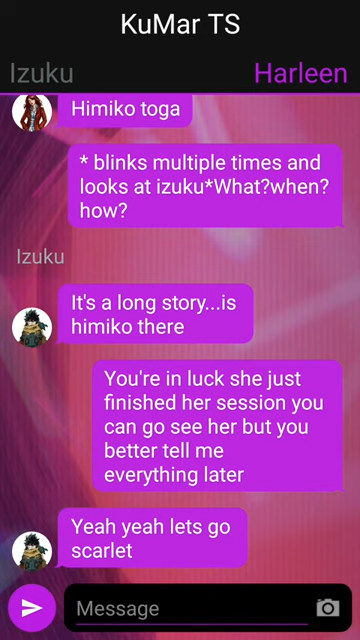 KuMar TS
Izuku
Harleen
Himiko toga
* blinks multiple times and
looks at izuku*What?when?
how?
Izuku
It's a long story...is
himiko there
You're in luck she just
finished her session you
can go see her but you
better tell me
everything later
Yeah yeah lets go
scarlet
Message